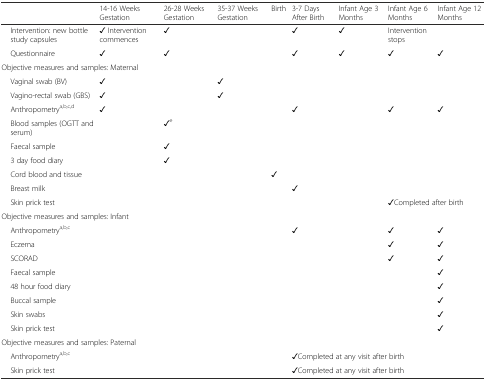 14-16 Weeks Gestation 26-28 Weeks Gestation 35-37 Weeks Gestation Birth 3-7 Days After Birth Infant Age 3 Months Infant Age 6 Months Infant Age 12 Months
Intervention: new bottle study capsules ✓ Intervention commences ✓ ✓ ✓ Intervention stops
Questionnaire ✓ ✓ ✓ ✓ ✓ ✓
Objective measures and samples: Maternal
Vaginal swab (BV) ✓ ✓
Vagino-rectal swab (GBS) ✓ ✓
Anthropometry a,b,c,d ✓ ✓ ✓ ✓
Blood samples (OGTT and serum) ✓e
Faecal sample ✓
3 day food diary ✓
Cord blood and tissue ✓
Breast milk ✓
Skin prick test ✓Completed after birth
Objective measures and samples: Infant
Anthropometry a,b,c ✓ ✓ ✓
Eczema ✓ ✓
SCORAD ✓ ✓
Faecal sample ✓
48 hour food diary ✓
Buccal sample ✓
Skin swabs ✓
Skin prick test ✓
Objective measures and samples: Paternal
Anthropometry a,b,c ✓Completed at any visit after birth
Skin prick test ✓Completed at any visit after birth